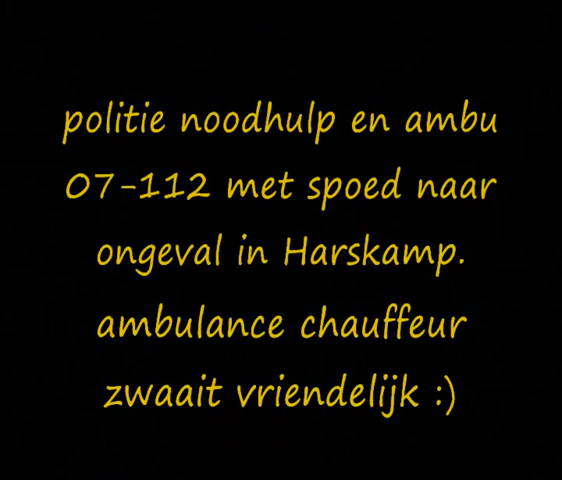 politie noodhulp en ambu
07-112 met spoed naar
ongeval in Harskamp.
ambulance chauffeur
zwaait vriendelijk :)